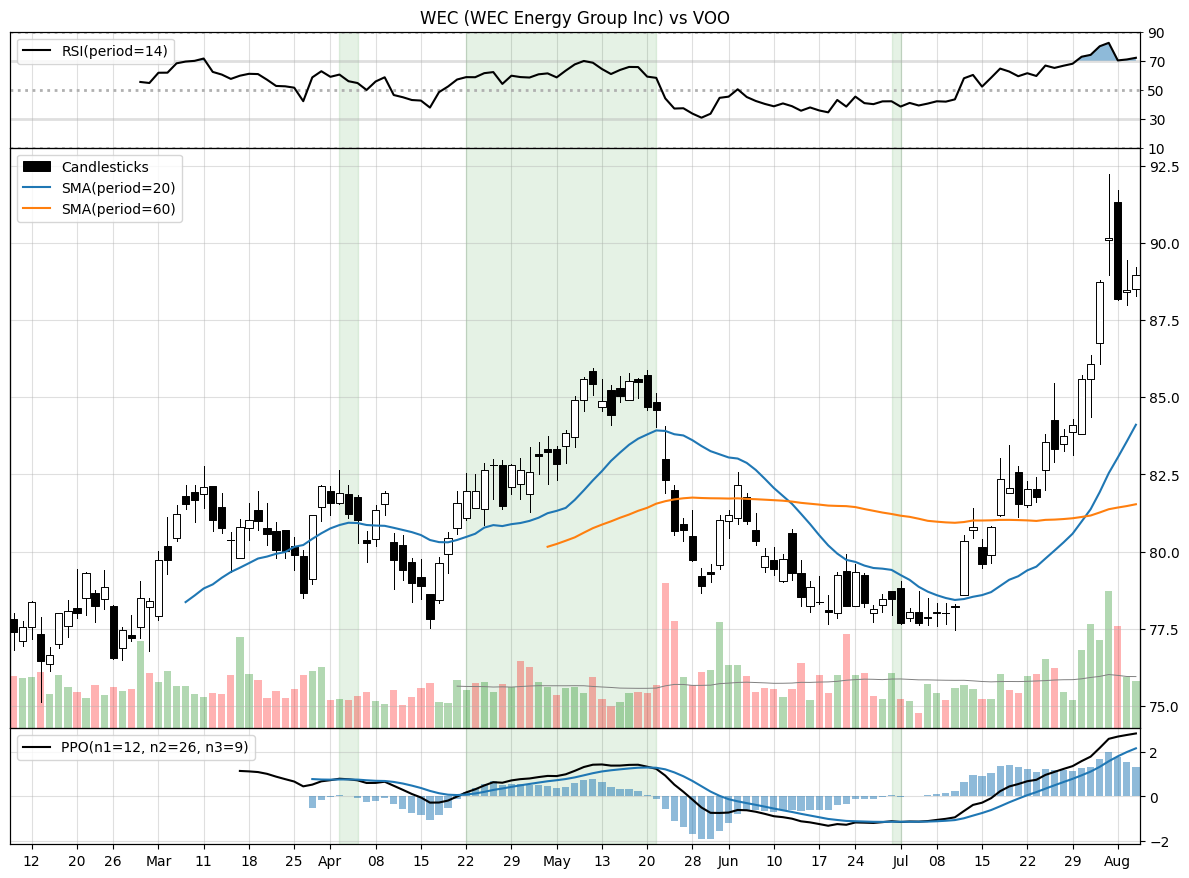 WEC (WEC Energy Group Inc) vs VOO
RSI(period=14)
90
70
50
30
10
Candlesticks
SMA(period=20)
SMA(period=60)
92.5
90.0
87.5
85.0
82.5
80.0
77.5
75.0
PPO(n1=12, n2=26, n3=9)
2
0
−2
12 20 26 Mar 11 18 25 Apr 08 15 22 29 May 13 20 28 Jun 10 17 24 Jul 08 15 22 29 Aug